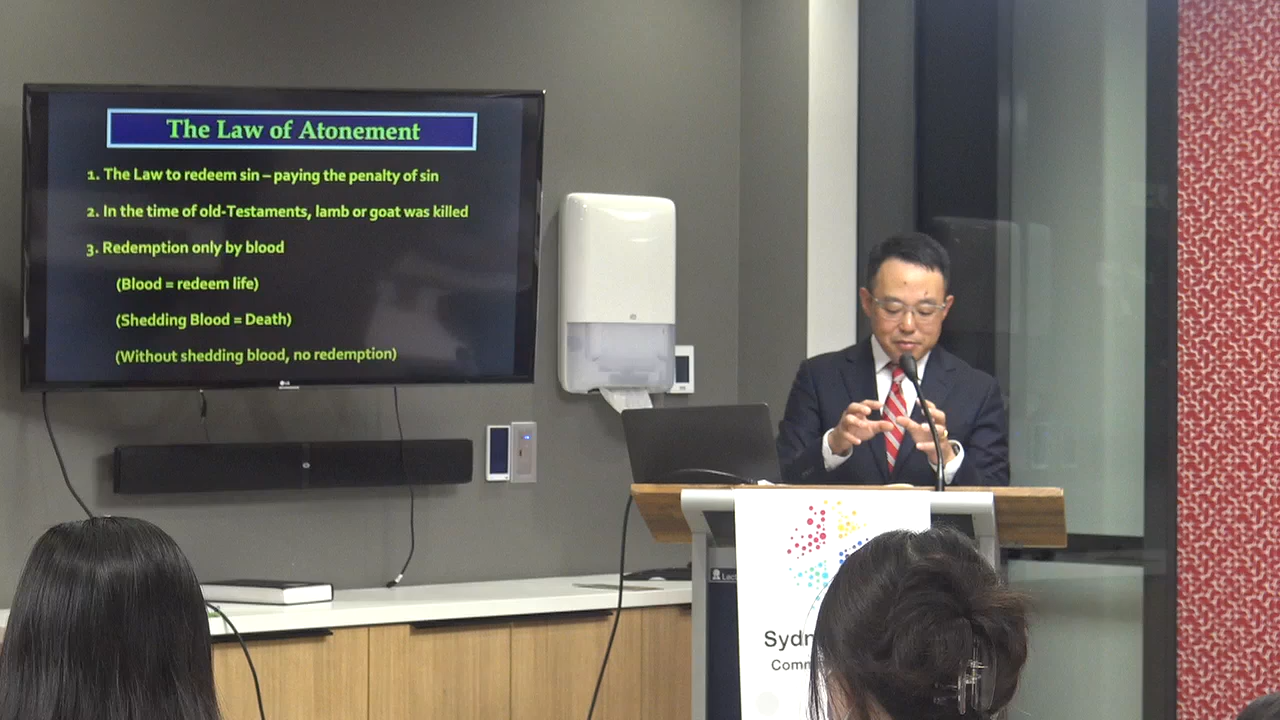 The Law of Atonement
1. The Law to redeem sin – paying the penalty of sin
2. In the time of old-Testaments, lamb or goat was killed
3. Redemption only by blood
(Blood = redeem life)
(Shedding Blood = Death)
(Without shedding blood, no redemption)
LG